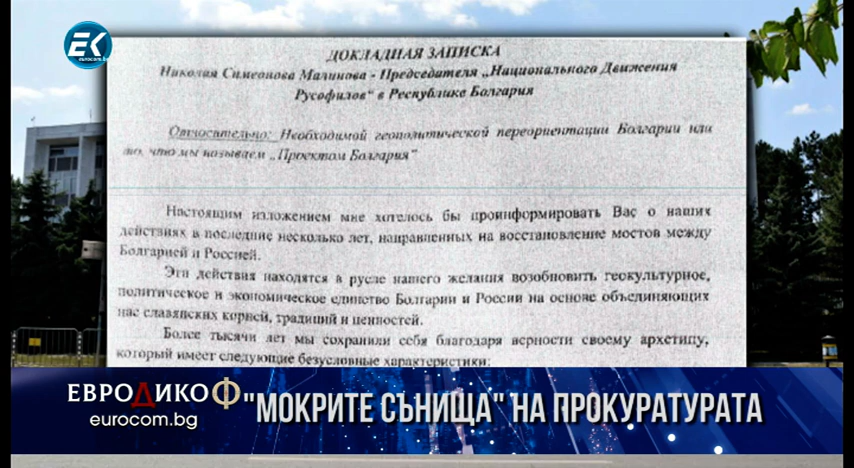 EK
eurocom.bg
ДОКЛАДНАЯ ЗАПИСКА
Николая Симеонова Малинова - Председателя „Национального Движения
Русофилов" в Республике Болгария
Относительно: Необходимой геополитической переориентации Болгарии или
то, что мы называем „Проектом Болгария"
Настоящим изложением мне хотелось бы проинформировать Вас о наших
действиях в последние несколько лет, направленных на восстановление мостов между
Болгарией и Россией.
Эти действия находятся в русле нашего желания возобновить геокультурное,
политическое и экономическое единство Болгарии и России на основе объединяющих
нас славянских корней, традиций и ценностей.
Более тысячи лет мы сохранили себя благодаря верности своему архетипу,
который имеет следующие безусловные характеристики:
ЕВРОДИКОФ
eurocom.bg
"МОКРИТЕ СЪНИЩА" НА ПРОКУРАТУРАТА